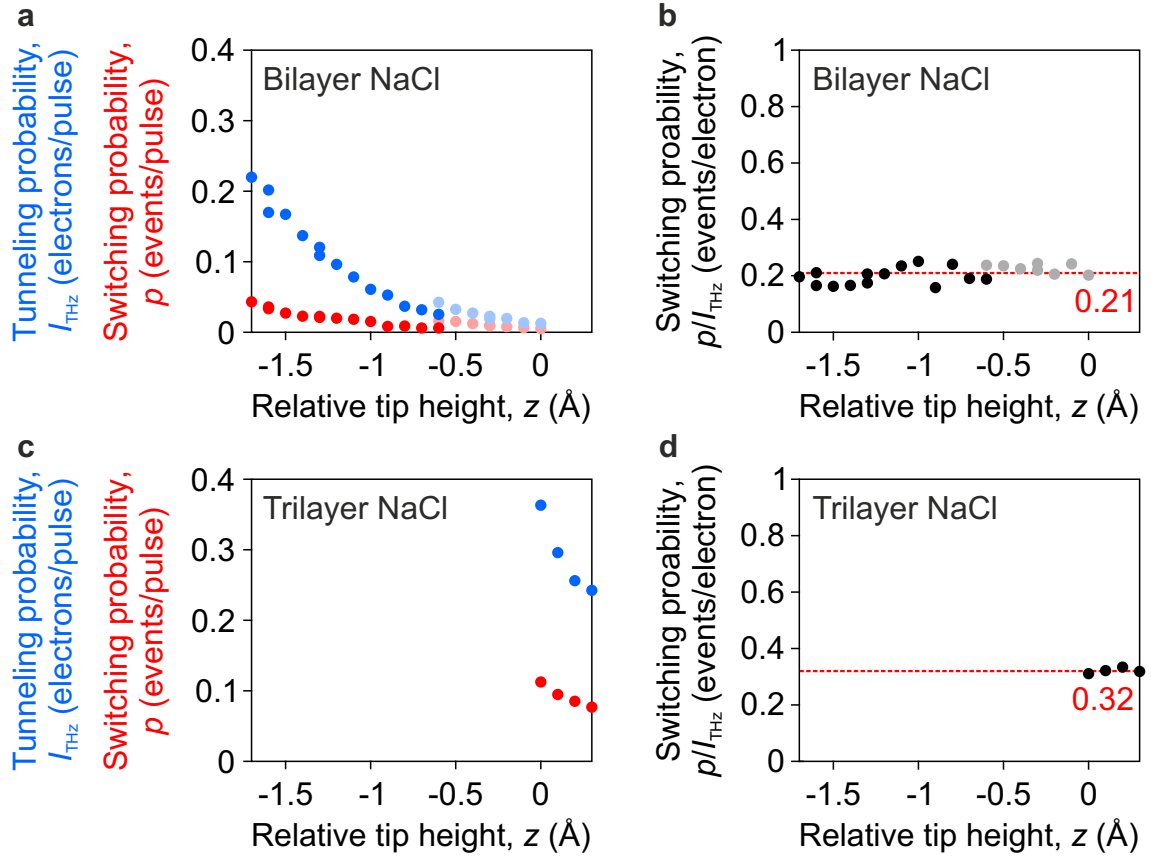 a
Tunneling probability,
I_THz (electrons/pulse)
Switching probability,
p (events/pulse)
0.4
0.3
0.2
0.1
0
Bilayer NaCl
-1.5 -1 -0.5 0
Relative tip height, z (Å)
b
Switching proability,
p/I_THz (events/electron)
1
0.8
0.6
0.4
0.2
0
Bilayer NaCl
0.21
-1.5 -1 -0.5 0
Relative tip height, z (Å)
c
Tunneling probability,
I_THz (electrons/pulse)
Switching probability,
p (events/pulse)
0.4
0.3
0.2
0.1
0
Trilayer NaCl
-1.5 -1 -0.5 0
Relative tip height, z (Å)
d
Switching proability,
p/I_THz (events/electron)
1
0.8
0.6
0.4
0.2
0
Trilayer NaCl
0.32
-1.5 -1 -0.5 0
Relative tip height, z (Å)